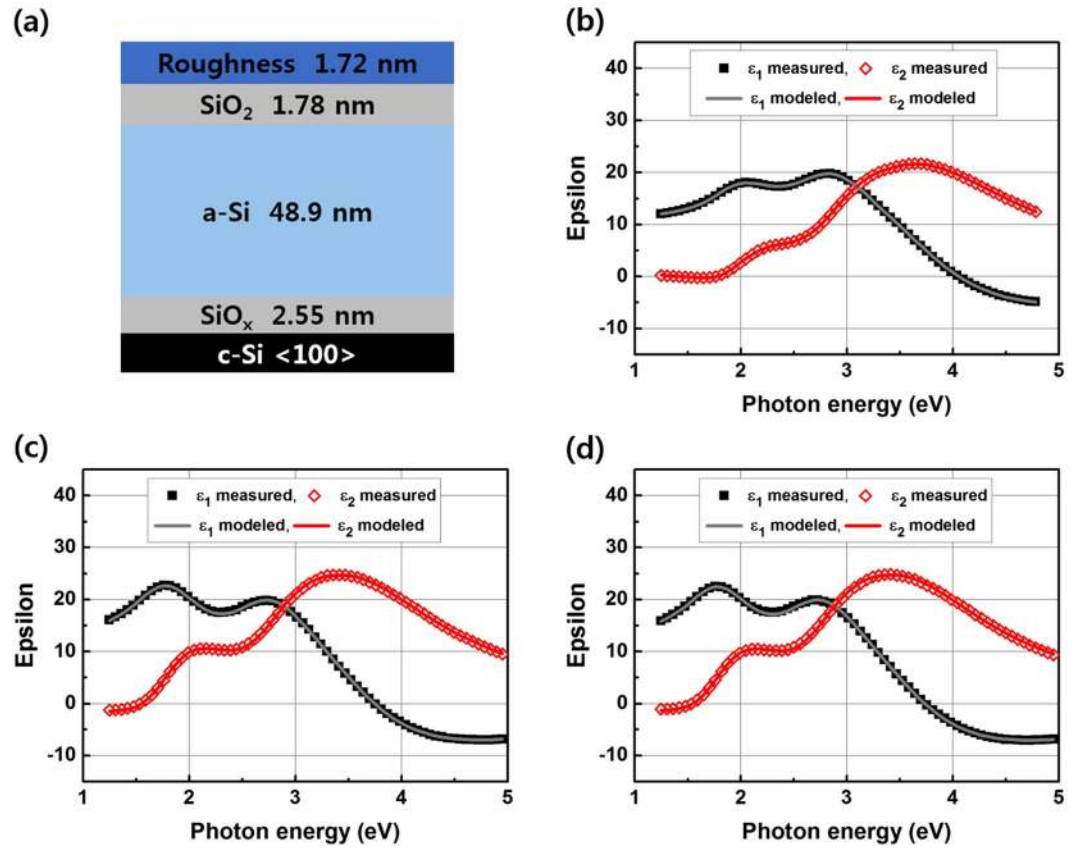 (a)
Roughness 1.72 nm
SiO₂ 1.78 nm
a-Si 48.9 nm
SiOₓ 2.55 nm
c-Si <100>
(b)
ε₁ measured, ε₂ measured
ε₁ modeled, ε₂ modeled
40
30
20
10
0
-10
Epsilon
1 2 3 4 5
Photon energy (eV)
(c)
ε₁ measured, ε₂ measured
ε₁ modeled, ε₂ modeled
40
30
20
10
0
-10
Epsilon
1 2 3 4 5
Photon energy (eV)
(d)
ε₁ measured, ε₂ measured
ε₁ modeled, ε₂ modeled
40
30
20
10
0
-10
Epsilon
1 2 3 4 5
Photon energy (eV)